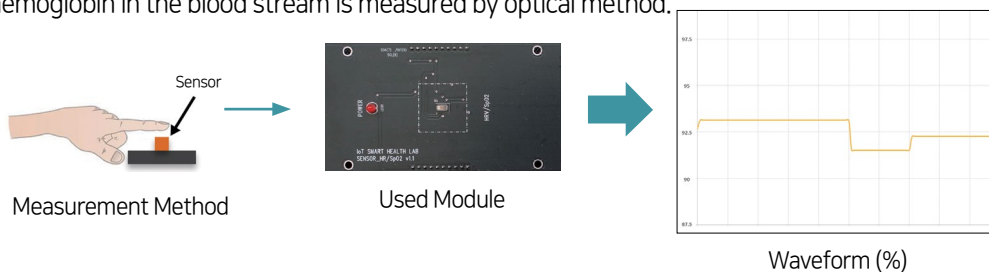 hemoglobin in the blood stream is measured by optical method.
Sensor
POWER
HRV/SpO2
IoT SMART HEALTH LAB
SENSOR_HR/SpO2 v1.1
97.5
95
92.5
90
87.5
Measurement Method
Used Module
Waveform (%)